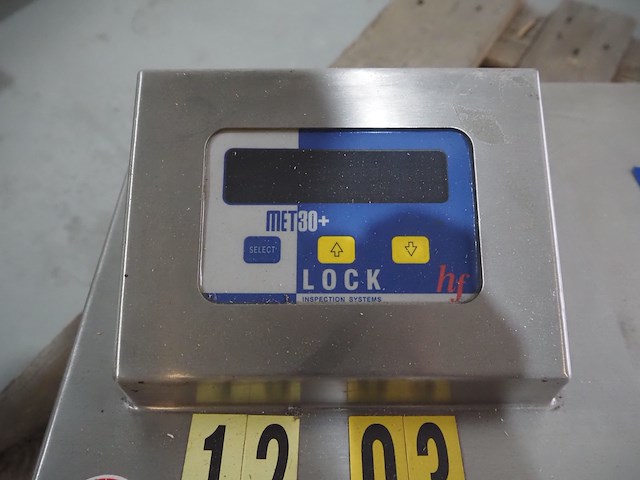 MET30+
SELECT
LOCK
hf
INSPECTION SYSTEMS
12 03